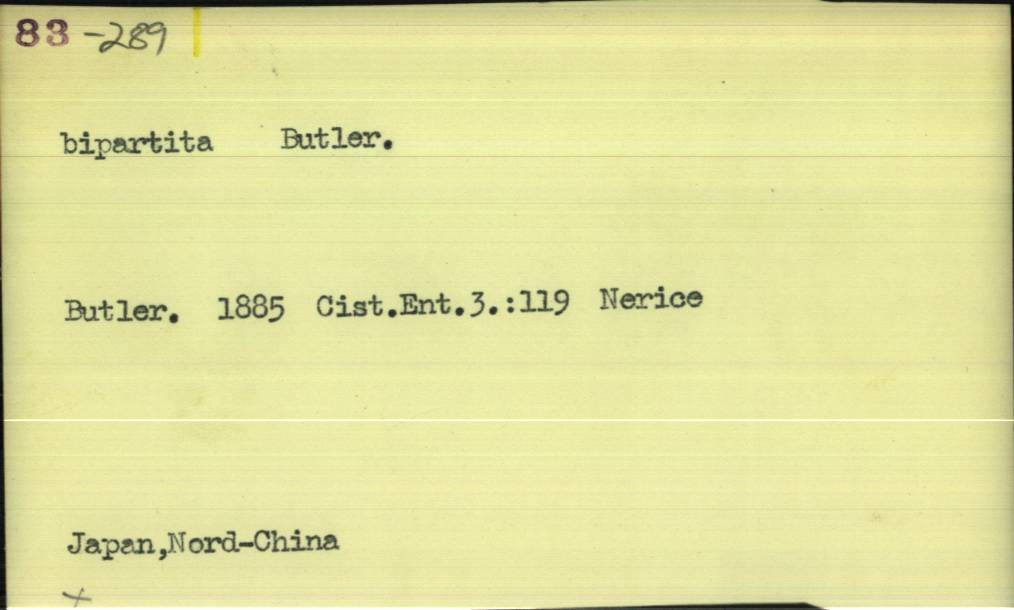 83 -289
bipartita Butler.
Butler. 1885 Cist.Ent.3.:119 Nerice
Japan,Nord-China
+